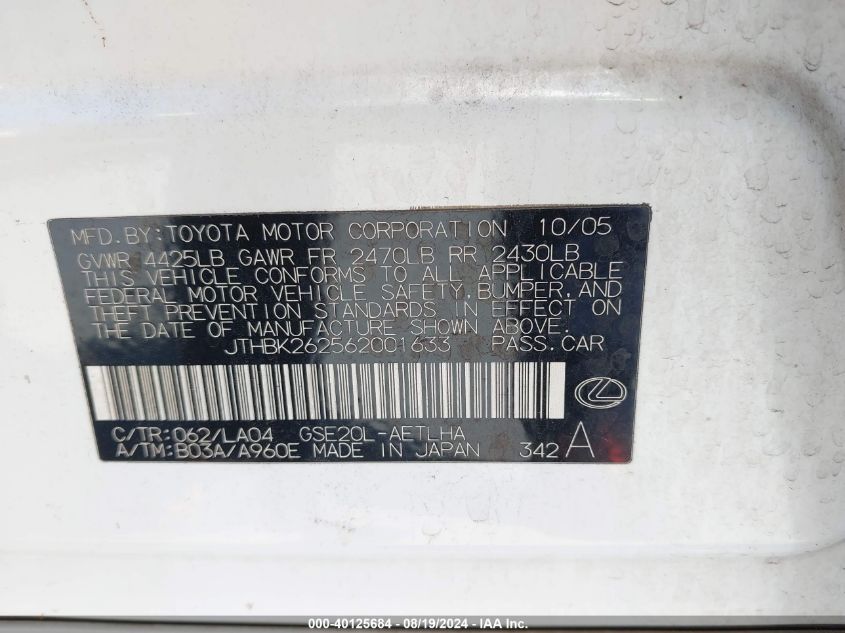 MFD. BY: TOYOTA MOTOR CORPORATION 10/05
GVWR 4425LB GAWR FR 2470LB RR 2430LB
THIS VEHICLE CONFORMS TO ALL APPLICABLE
FEDERAL MOTOR VEHICLE SAFETY, BUMPER, AND
THEFT PREVENTION STANDARDS IN EFFECT ON
THE DATE OF MANUFACTURE SHOWN ABOVE.
JTHBK262562001633 PASS. CAR
C/TR: 062/LA04 GSE20L-AETLHA
A/TM: B03A/A960E MADE IN JAPAN 342 A
000-40125684 - 08/19/2024 - IAA Inc.